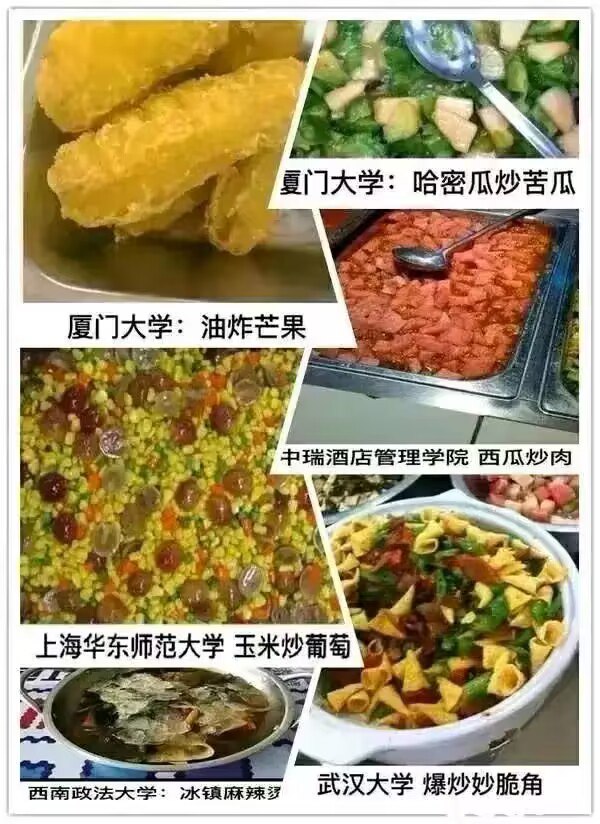 厦门大学：哈密瓜炒苦瓜
厦门大学：油炸芒果
中瑞酒店管理学院 西瓜炒肉
上海华东师范大学 玉米炒葡萄
武汉大学 爆炒妙脆角
西南政法大学：冰镇麻辣烫